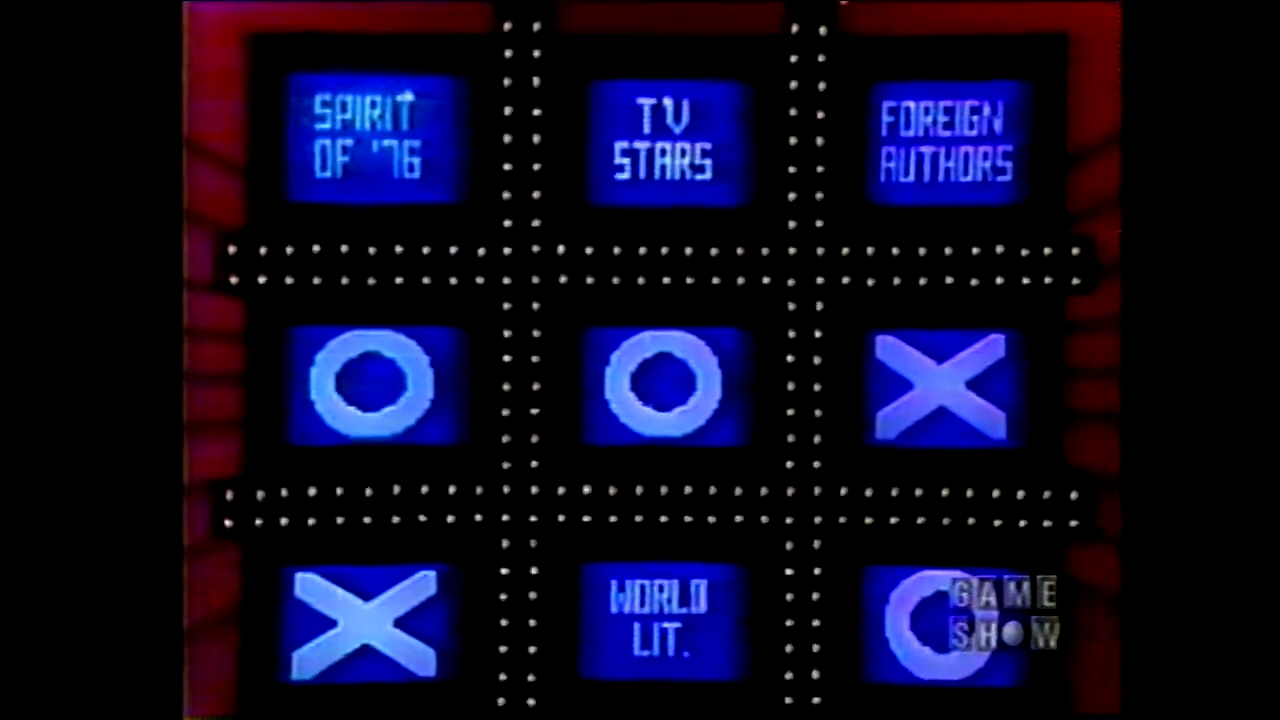 SPIRIT
OF '76
TV
STARS
FOREIGN
AUTHORS
O
O
X
X
WORLD
LIT.
O
GAME
SHOW